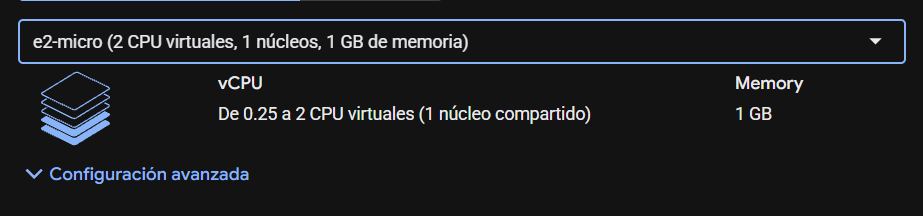 e2-micro (2 CPU virtuales, 1 núcleos, 1 GB de memoria)
vCPU Memory
De 0.25 a 2 CPU virtuales (1 núcleo compartido) 1 GB
Configuración avanzada